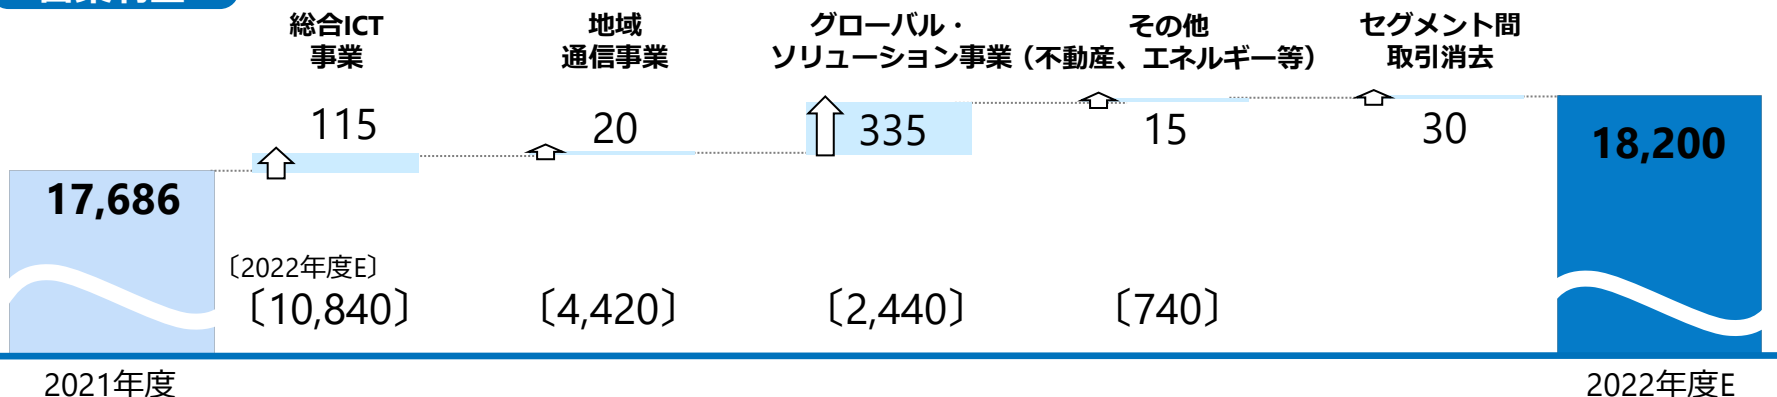 総合ICT
事業
地域
通信事業
グローバル・
ソリューション事業
その他
（不動産、エネルギー等）
セグメント間
取引消去
115
20
335
15
30
17,686
18,200
〔2022年度E〕
〔10,840〕
〔4,420〕
〔2,440〕
〔740〕
2021年度
2022年度E